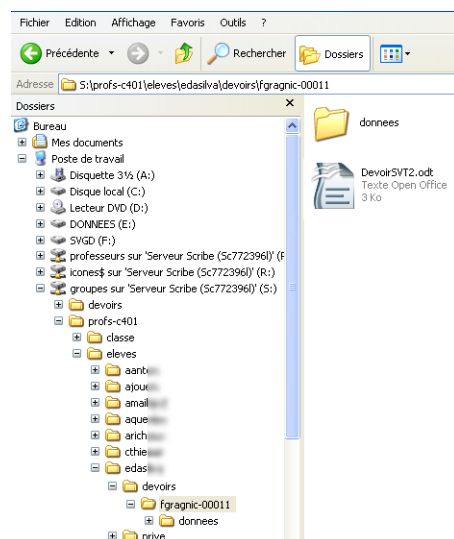 Fichier Edition Affichage Favoris Outils ?
Précédente Rechercher Dossiers
Adresse S:\profs-c401\eleves\edasilva\devoirs\fgragnic-00011
Dossiers
Bureau
Mes documents
Poste de travail
Disquette 3½ (A:)
Disque local (C:)
Lecteur DVD (D:)
DONNEES (E:)
SVGD (F:)
professeurs sur 'Serveur Scribe (Sc772396l)' (F
icones$ sur 'Serveur Scribe (Sc772396l)' (R:)
groupes sur 'Serveur Scribe (Sc772396l)' (S:)
devoirs
profs-c401
classe
eleves
devoirs
fgragnic-00011
donnees
prive
donnees
DevoirSVT2.odt
Texte Open Office
3 Ko